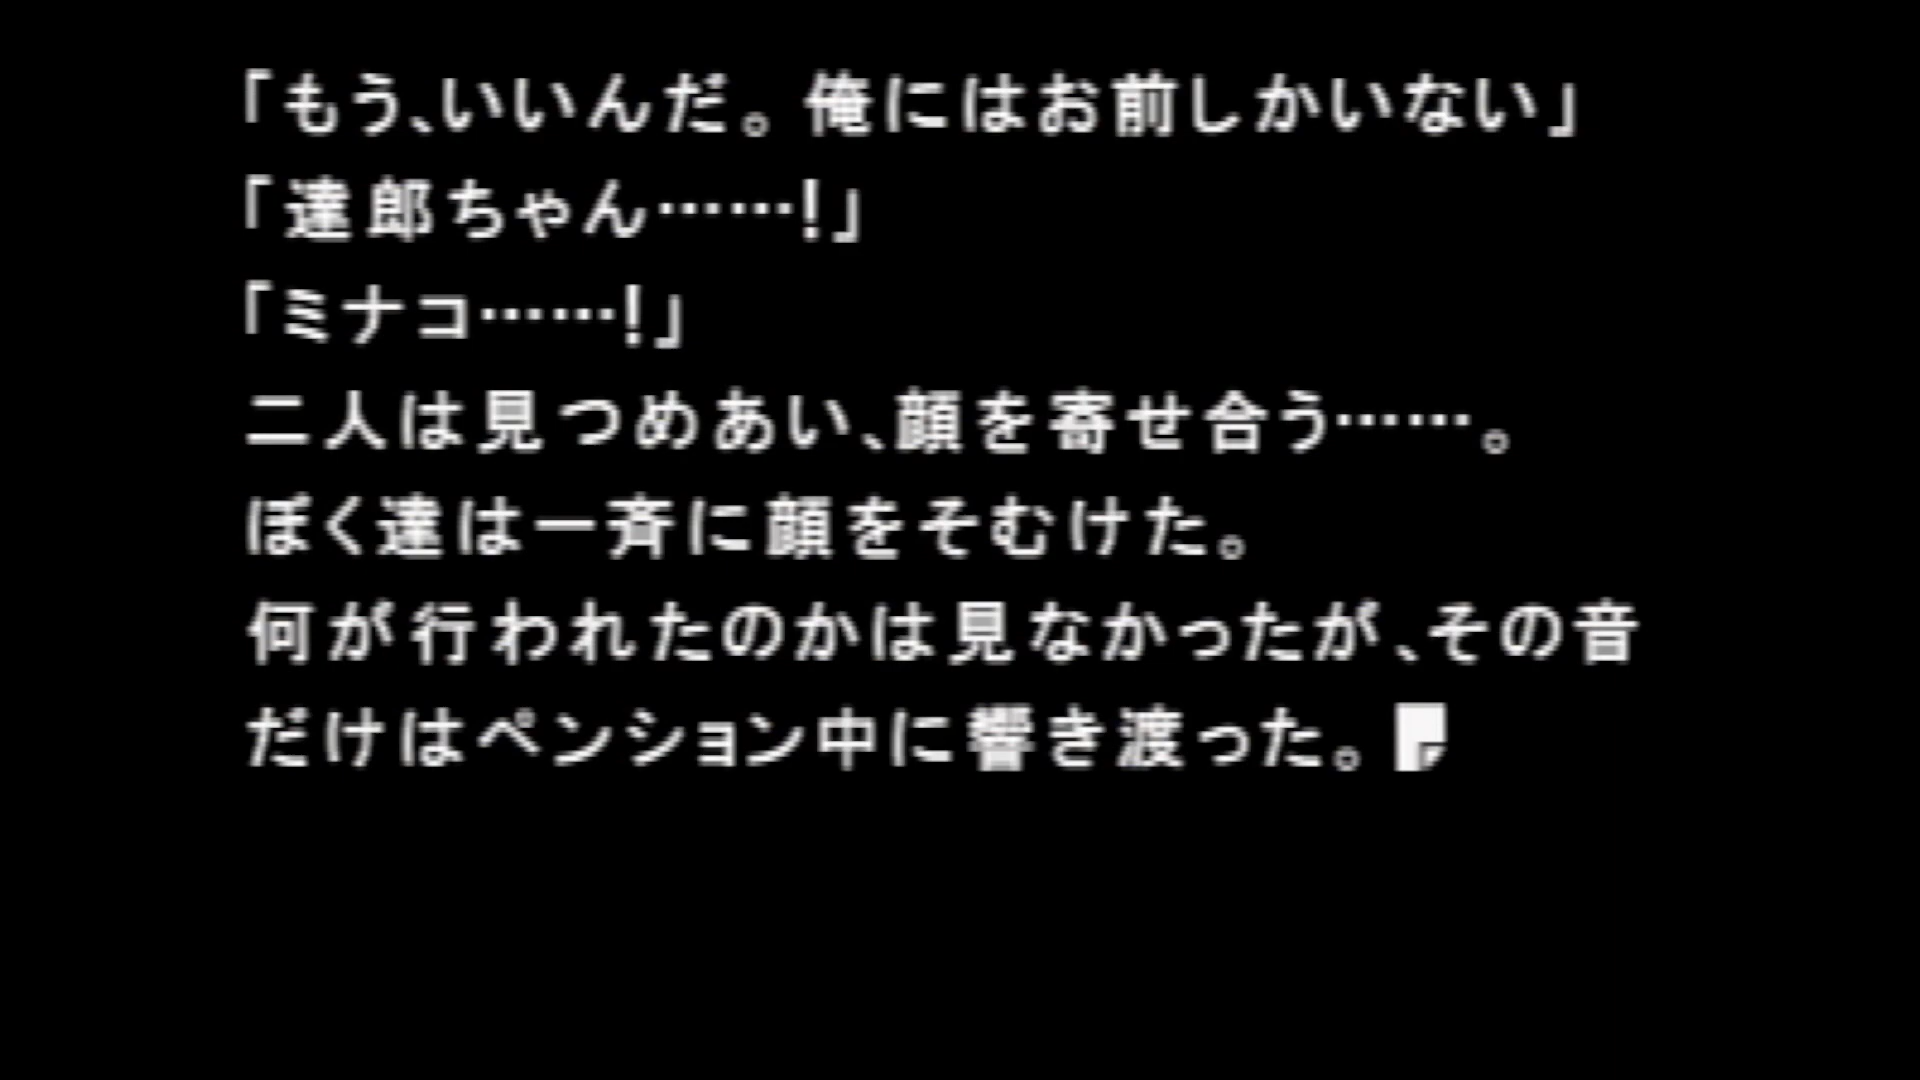 「もう、いいんだ。俺にはお前しかいない」
「達郎ちゃん……!」
「ミナコ……!」
二人は見つめあい、顔を寄せ合う……。
ぼく達は一斉に顔をそむけた。
何が行われたのかは見なかったが、その音
だけはペンション中に響き渡った。